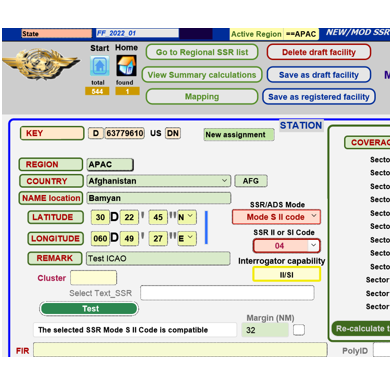 State FF 2022 01 Active Region ==APAC NEW/MOD SSR
Start Home
total found
544 1
Go to Regional SSR list Delete draft facility
View Summary calculations Save as draft facility
Mapping Save as registered facility
STATION
KEY D 63779610 US DN New assignment
COVERAG
REGION APAC
COUNTRY Afghanistan AFG
NAME location Bamyan
LATITUDE 30 D 22 ' 45 " N
LONGITUDE 060 D 49 ' 27 " E
REMARK Test ICAO
SSR/ADS Mode
Mode S II code
SSR II or SI Code
04
Interrogator capability
II/SI
Secto
Secto
Secto
Secto
Secto
Secto
Secto
Secto
Secto
Sector
Sector
Sector
Cluster
Select Text_SSR
Test
Margin (NM)
The selected SSR Mode S II Code is compatible 32
Re-calculate t
FIR PolyID